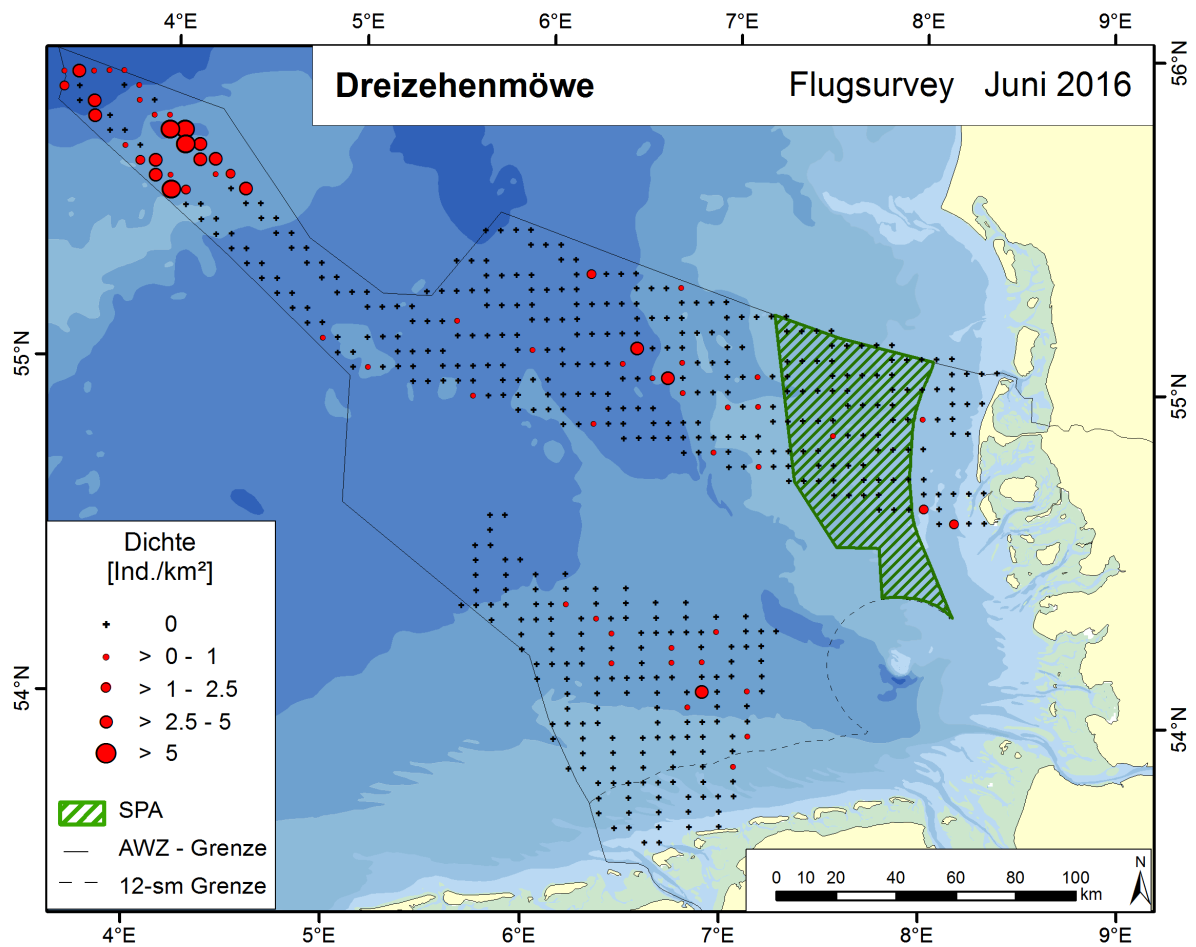 4°E 5°E 6°E 7°E 8°E 9°E
Dreizehenmöwe Flugsurvey Juni 2016
56°N
55°N 55°N
54°N 54°N
Dichte
[Ind./km²]
0
> 0 - 1
> 1 - 2.5
> 2.5 - 5
> 5
SPA
AWZ - Grenze
12-sm Grenze
N
0 10 20 40 60 80 100
km
4°E 5°E 6°E 7°E 8°E 9°E